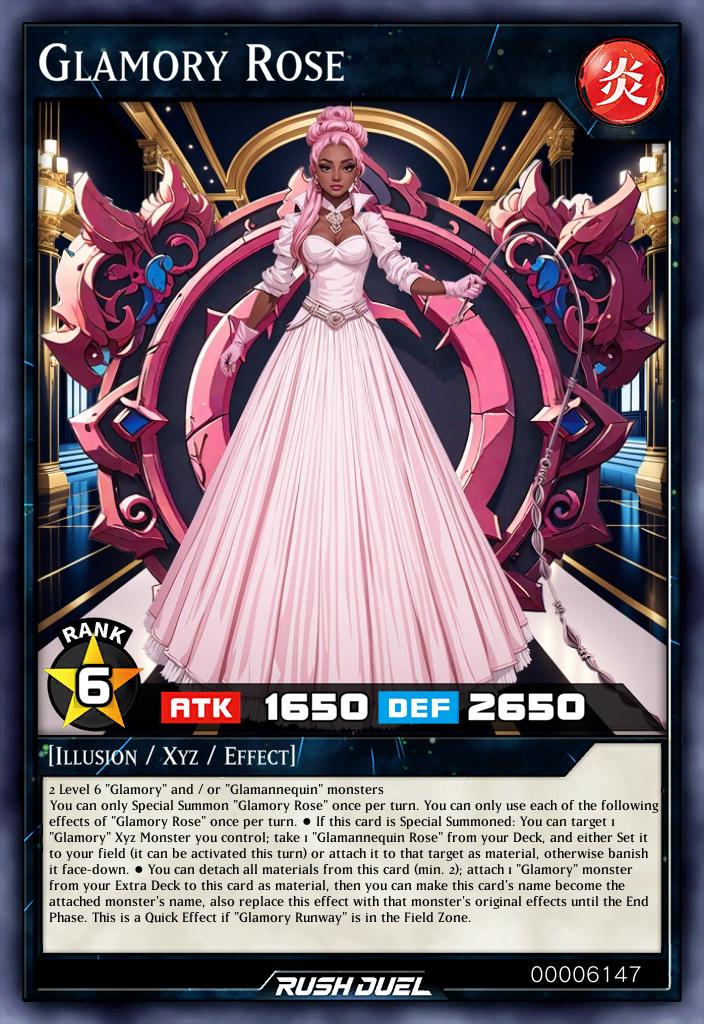 GLAMORY ROSE
炎
RANK
6
ATK 1650 DEF 2650
[ILLUSION / XYZ / EFFECT]
2 Level 6 "Glamory" and / or "Glamannequin" monsters
You can only Special Summon "Glamory Rose" once per turn. You can only use each of the following
effects of "Glamory Rose" once per turn. ● If this card is Special Summoned: You can target 1
"Glamory" Xyz Monster you control; take 1 "Glamannequin Rose" from your Deck, and either Set it
to your field (it can be activated this turn) or attach it to that target as material, otherwise banish
it face-down. ● You can detach all materials from this card (min. 2); attach 1 "Glamory" monster
from your Extra Deck to this card as material, then you can make this card's name become the
attached monster's name, also replace this effect with that monster's original effects until the End
Phase. This is a Quick Effect if "Glamory Runway" is in the Field Zone.
RUSH DUEL
00006147